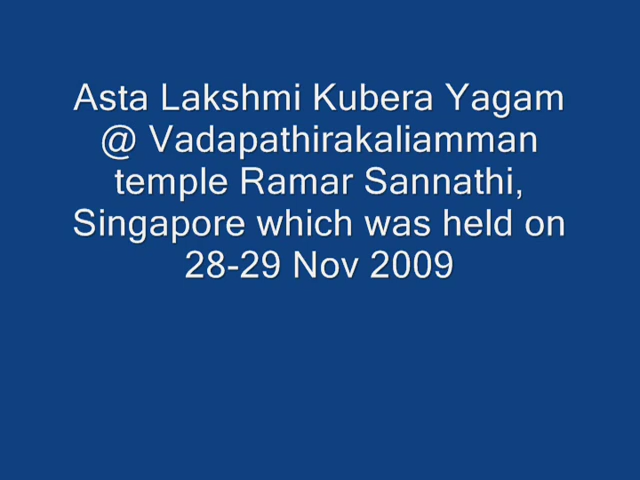 Asta Lakshmi Kubera Yagam
@ Vadapathirakaliamman
temple Ramar Sannathi,
Singapore which was held on
28-29 Nov 2009